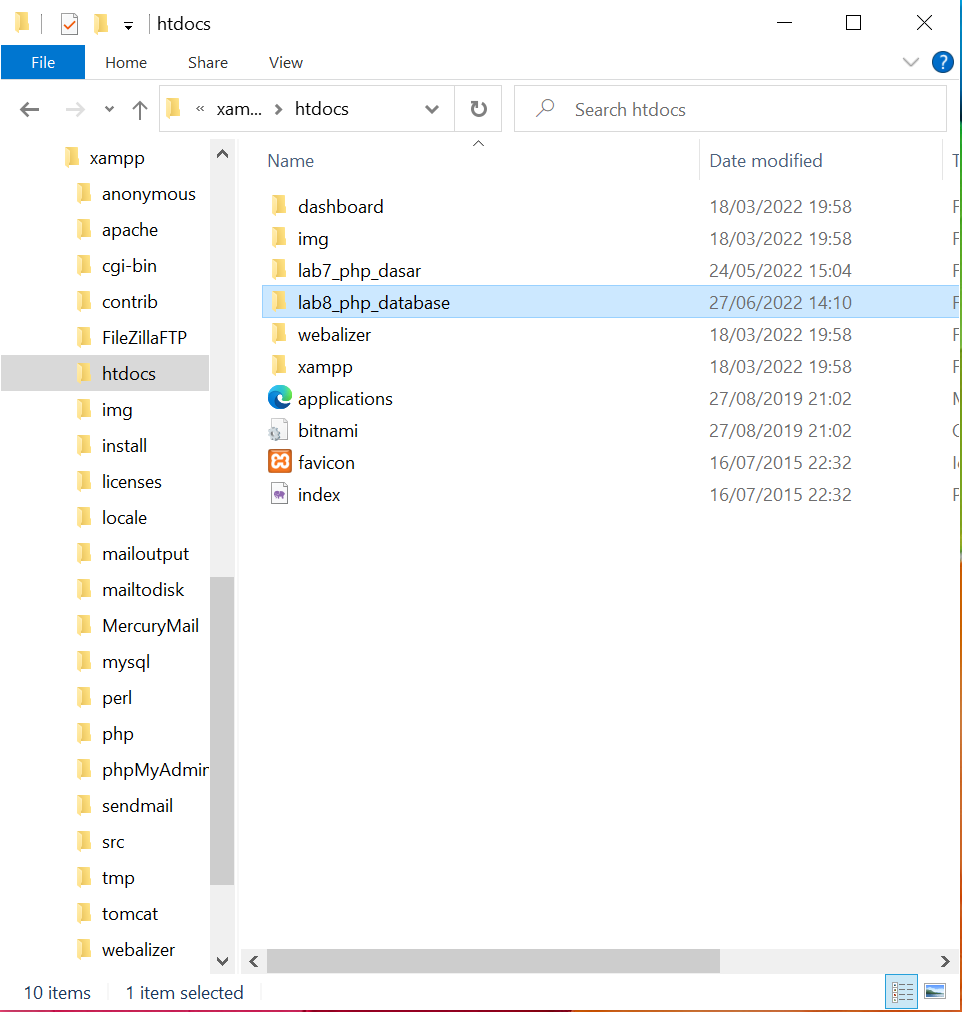 htdocs
File Home Share View
?
« xam... > htdocs Search htdocs
xampp
anonymous
apache
cgi-bin
contrib
FileZillaFTP
htdocs
img
install
licenses
locale
mailoutput
mailtodisk
MercuryMail
mysql
perl
php
phpMyAdmin
sendmail
src
tmp
tomcat
webalizer
Name Date modified T
dashboard 18/03/2022 19:58 F
img 18/03/2022 19:58 F
lab7_php_dasar 24/05/2022 15:04 F
lab8_php_database 27/06/2022 14:10 F
webalizer 18/03/2022 19:58 F
xampp 18/03/2022 19:58 F
applications 27/08/2019 21:02
bitnami 27/08/2019 21:02
favicon 16/07/2015 22:32
index 16/07/2015 22:32
10 items 1 item selected